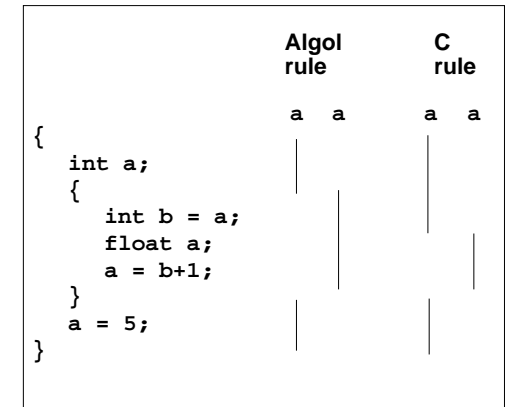 Algol C
rule rule
a a a a
{
int a;
{
int b = a;
float a;
a = b+1;
}
a = 5;
}